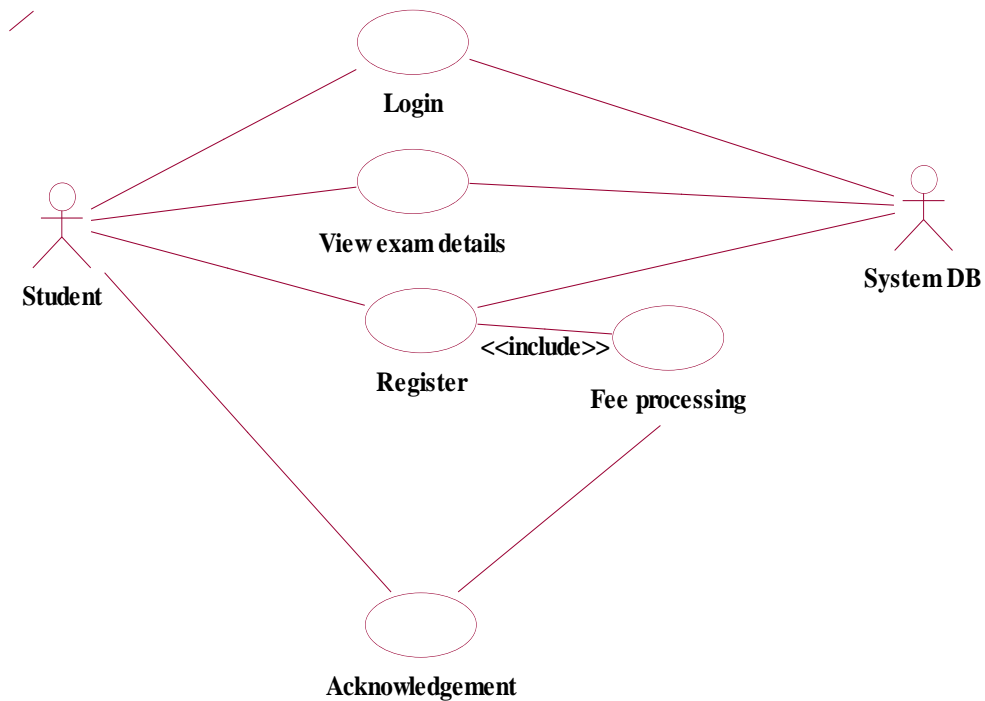 Login
View exam details
Student
System DB
<<include>>
Register
Fee processing
Acknowledgement